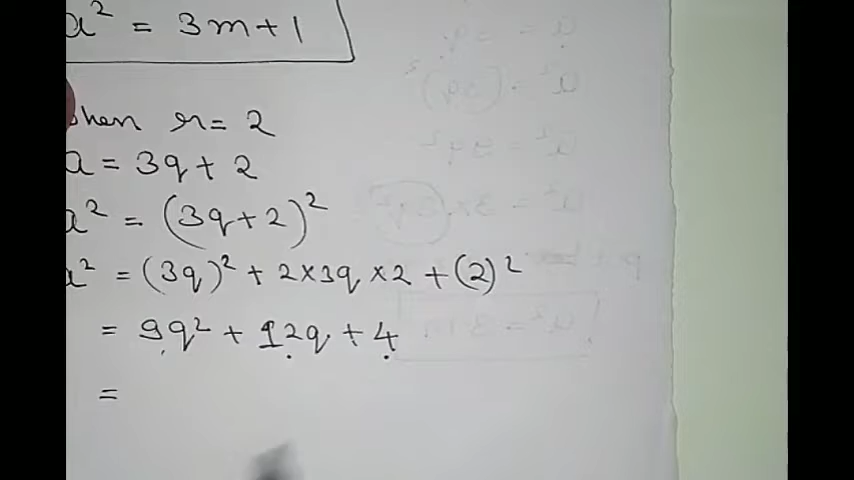 a² = 3m + 1
when r = 2
a = 3q + 2
a² = (3q + 2)²
a² = (3q)² + 2 × 3q × 2 + (2)²
= 9q² + 12q + 4
=